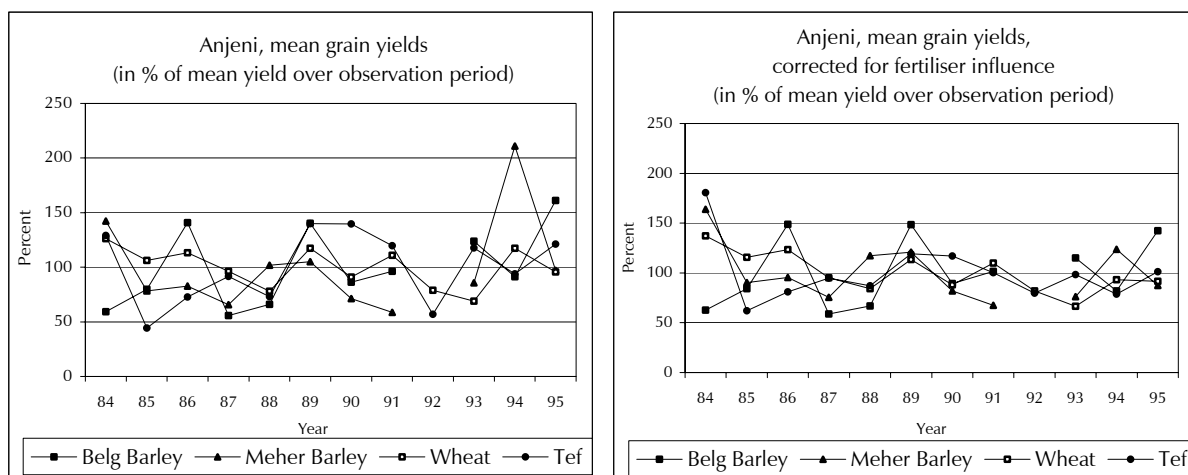 Anjeni, mean grain yields
(in % of mean yield over observation period)
250
200
150
100
50
0
Percent
84 85 86 87 88 89 90 91 92 93 94 95
Year
Belg Barley Meher Barley Wheat Tef
Anjeni, mean grain yields,
corrected for fertiliser influence
(in % of mean yield over observation period)
250
200
150
100
50
0
Percent
84 85 86 87 88 89 90 91 92 93 94 95
Year
Belg Barley Meher Barley Wheat Tef